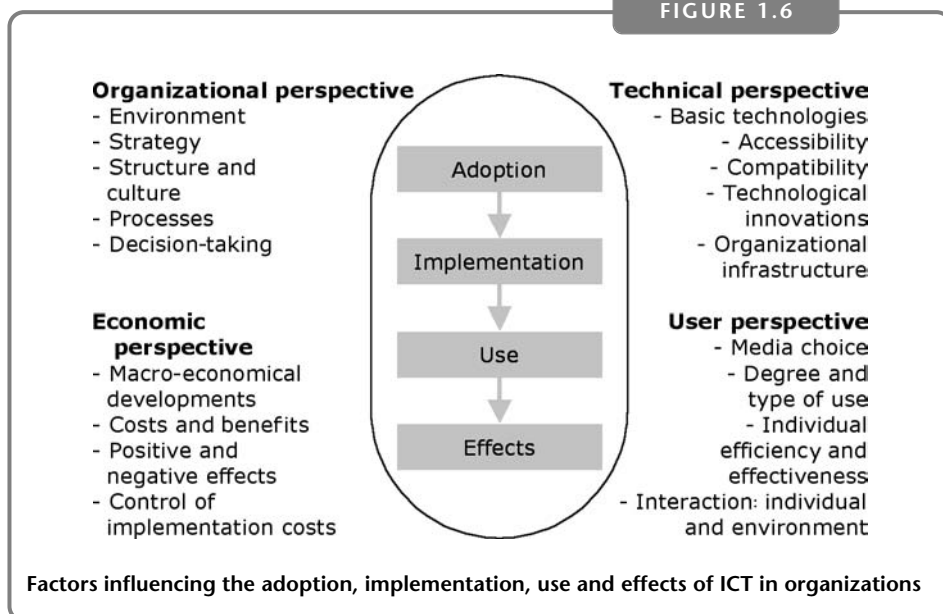 FIGURE 1.6
Organizational perspective
- Environment
- Strategy
- Structure and
culture
- Processes
- Decision-taking
Economic
perspective
- Macro-economical
developments
- Costs and benefits
- Positive and
negative effects
- Control of
implementation costs
Adoption
Implementation
Use
Effects
Technical perspective
- Basic technologies
- Accessibility
- Compatibility
- Technological
innovations
- Organizational
infrastructure
User perspective
- Media choice
- Degree and
type of use
- Individual
efficiency and
effectiveness
- Interaction: individual
and environment
Factors influencing the adoption, implementation, use and effects of ICT in organizations